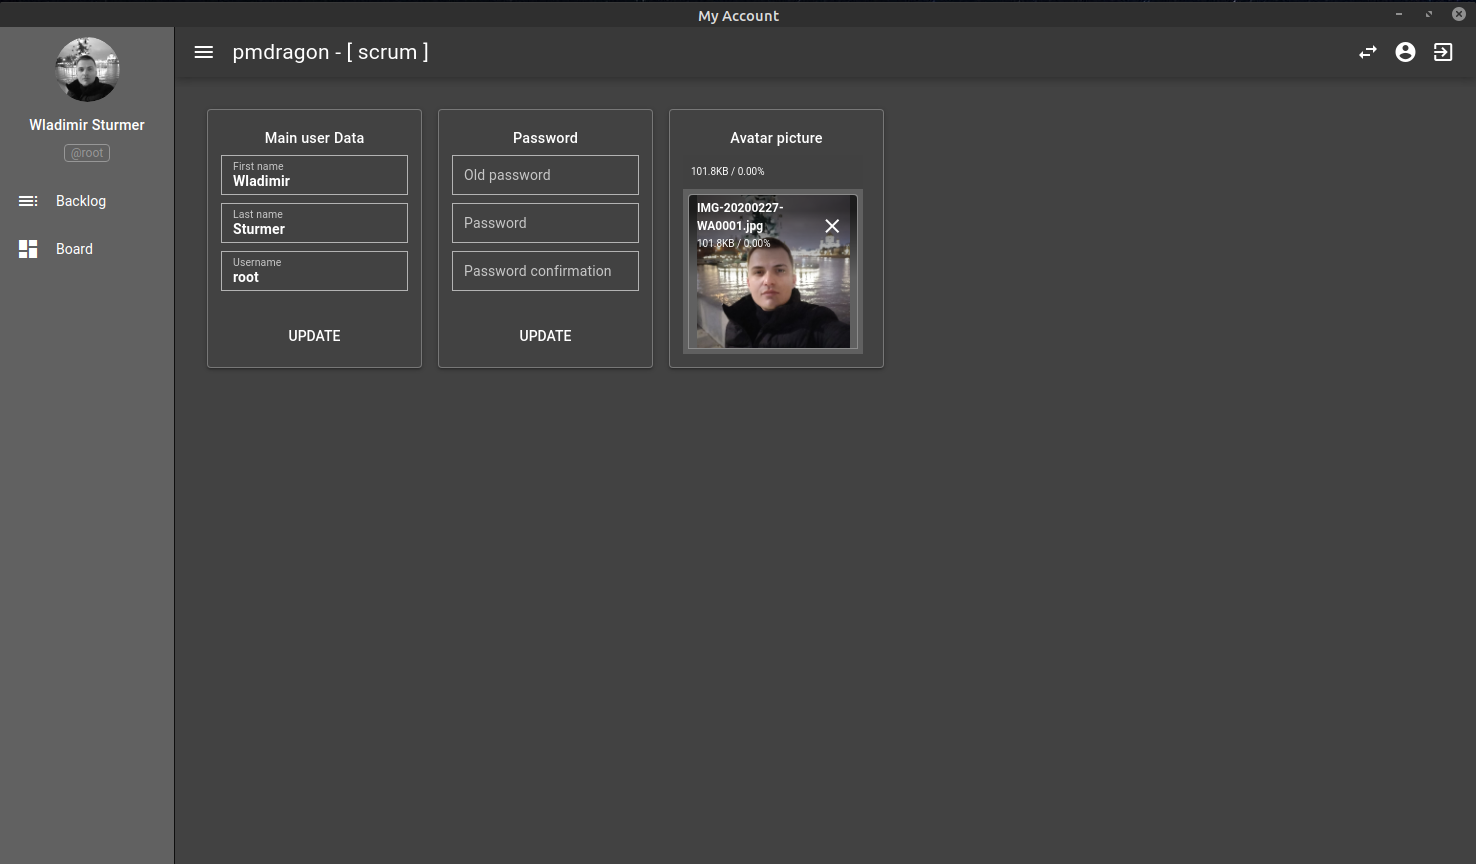 My Account
Wladimir Sturmer
@root
Backlog
Board
pmdragon - [ scrum ]
Main user Data
First name
Wladimir
Last name
Sturmer
Username
root
UPDATE
Password
Old password
Password
Password confirmation
UPDATE
Avatar picture
101.8KB / 0.00%
IMG-20200227-
WA0001.jpg
101.8KB / 0.00%